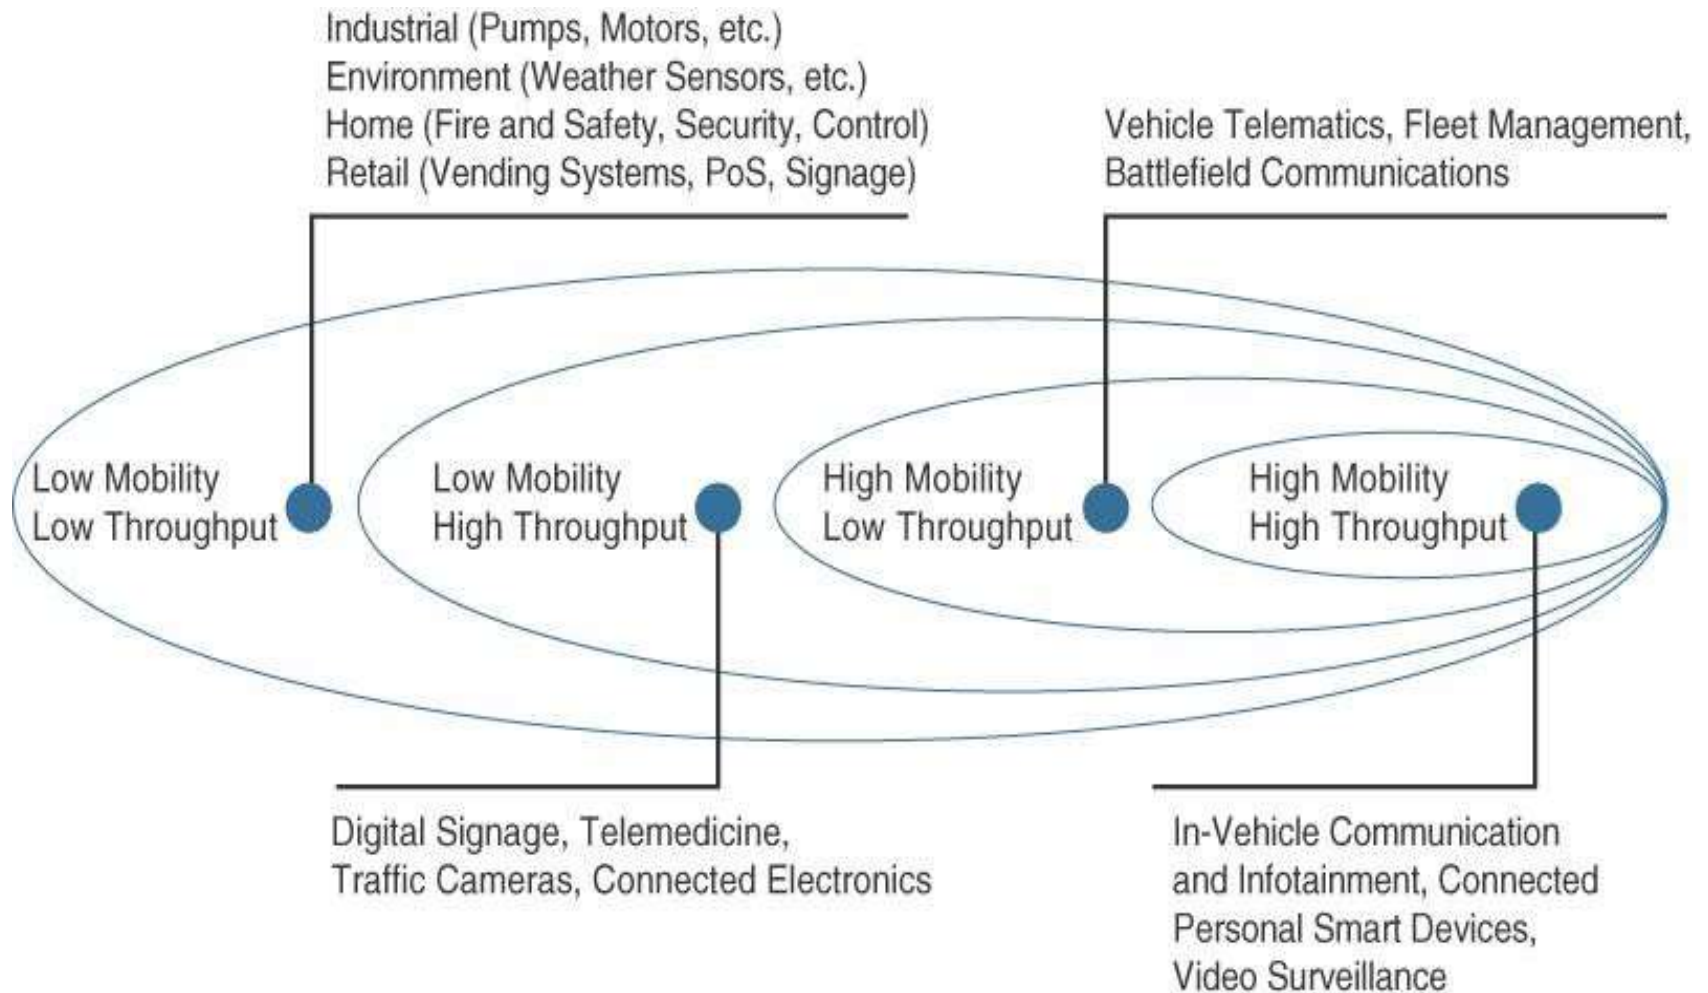 Industrial (Pumps, Motors, etc.)
Environment (Weather Sensors, etc.)
Home (Fire and Safety, Security, Control)
Retail (Vending Systems, PoS, Signage)
Vehicle Telematics, Fleet Management,
Battlefield Communications
Low Mobility
Low Throughput
Low Mobility
High Throughput
High Mobility
Low Throughput
High Mobility
High Throughput
Digital Signage, Telemedicine,
Traffic Cameras, Connected Electronics
In-Vehicle Communication
and Infotainment, Connected
Personal Smart Devices,
Video Surveillance